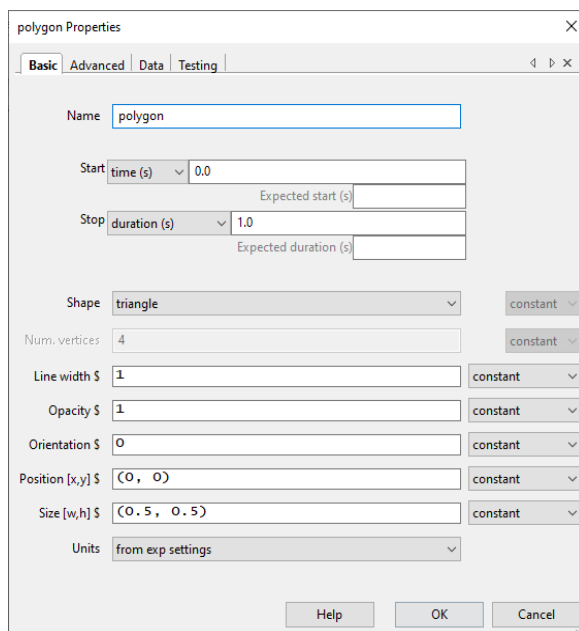 polygon Properties
Basic Advanced Data Testing
Name polygon
Start time (s) 0.0
Expected start (s)
Stop duration (s) 1.0
Expected duration (s)
Shape triangle constant
Num. vertices 4 constant
Line width $ 1 constant
Opacity $ 1 constant
Orientation $ 0 constant
Position [x,y] $ (0, 0) constant
Size [w,h] $ (0.5, 0.5) constant
Units from exp settings
Help OK Cancel